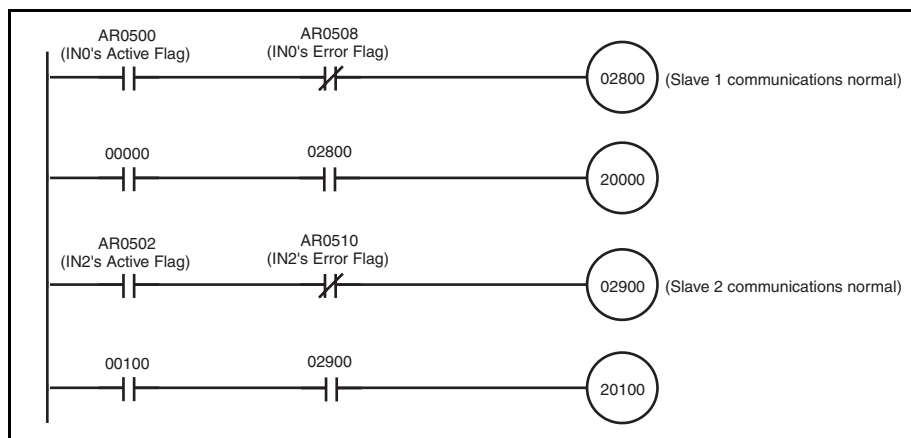 AR0500
(IN0's Active Flag)
AR0508
(IN0's Error Flag)
02800
(Slave 1 communications normal)
00000
02800
20000
AR0502
(IN2's Active Flag)
AR0510
(IN2's Error Flag)
02900
(Slave 2 communications normal)
00100
02900
20100